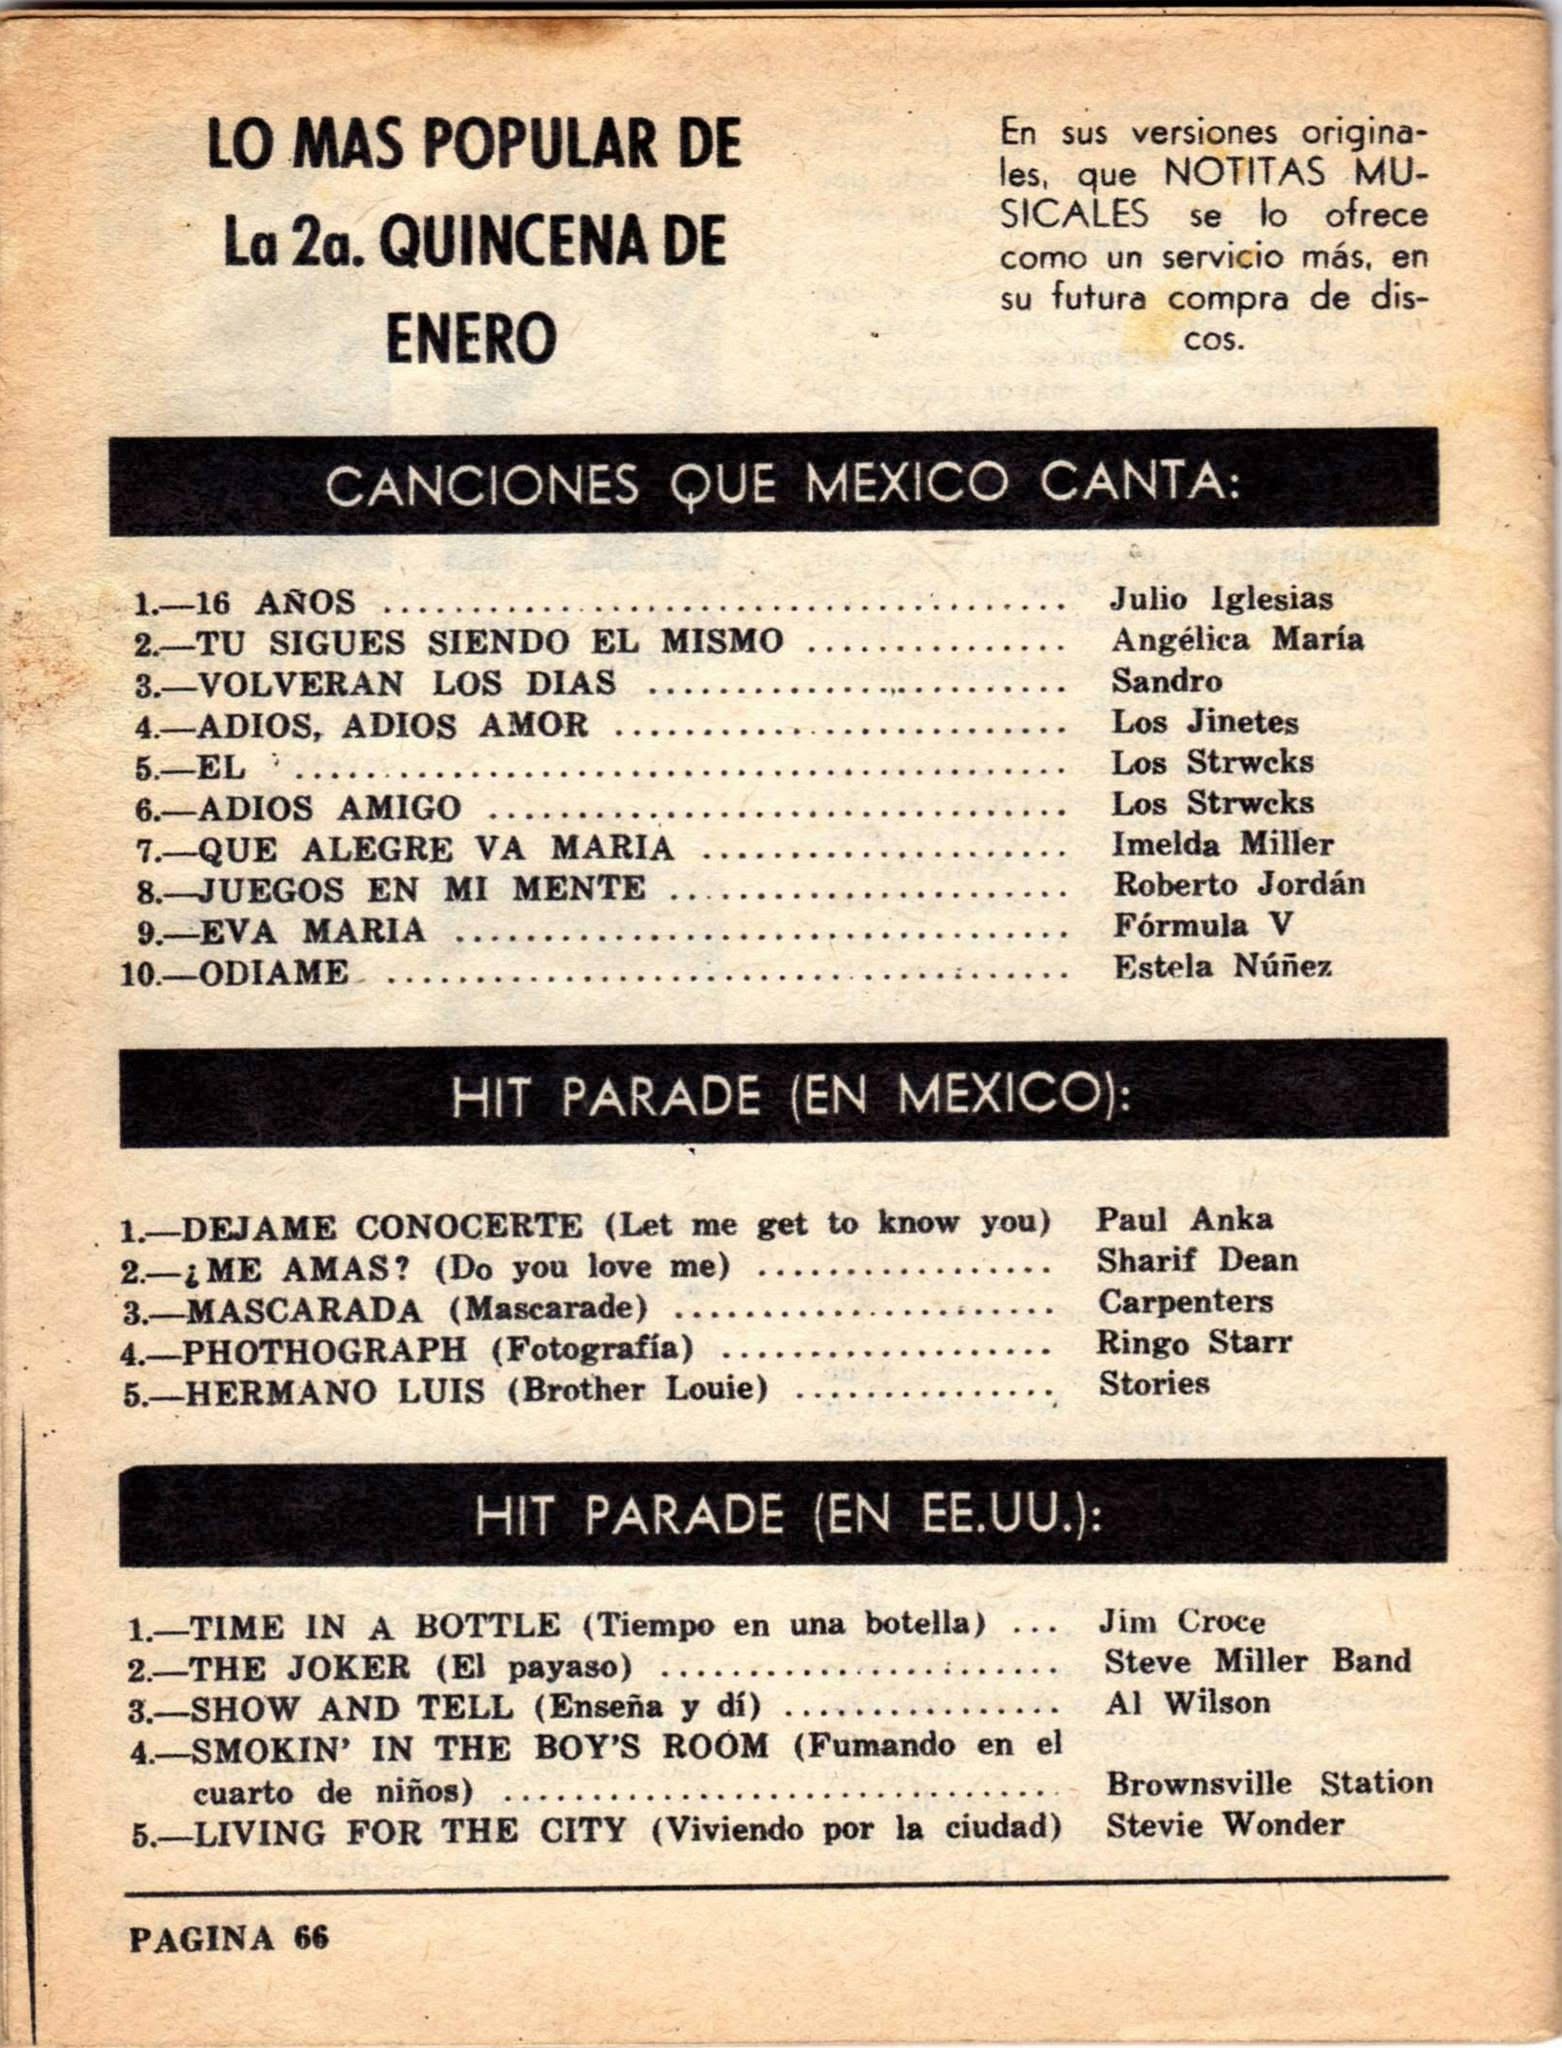 LO MAS POPULAR DE
La 2a. QUINCENA DE
ENERO
En sus versiones origina-
les, que NOTITAS MU-
SICALES se lo ofrece
como un servicio más, en
su futura compra de dis-
cos.
CANCIONES QUE MEXICO CANTA:
1.—16 AÑOS ........................................ Julio Iglesias
2.—TU SIGUES SIENDO EL MISMO ............... Angélica María
3.—VOLVERAN LOS DIAS ........................ Sandro
4.—ADIOS, ADIOS AMOR .......................... Los Jinetes
5.—EL ............................................. Los Strwcks
6.—ADIOS AMIGO .................................. Los Strwcks
7.—QUE ALEGRE VA MARIA ...................... Imelda Miller
8.—JUEGOS EN MI MENTE ........................ Roberto Jordán
9.—EVA MARIA .................................... Fórmula V
10.—ODIAME ........................................ Estela Núñez
HIT PARADE (EN MEXICO):
1.—DEJAME CONOCERTE (Let me get to know you) Paul Anka
2.—¿ME AMAS? (Do you love me) ................. Sharif Dean
3.—MASCARADA (Mascarade) ...................... Carpenters
4.—PHOTHOGRAPH (Fotografía) ................... Ringo Starr
5.—HERMANO LUIS (Brother Louie) ............... Stories
HIT PARADE (EN EE.UU.):
1.—TIME IN A BOTTLE (Tiempo en una botella) ... Jim Croce
2.—THE JOKER (El payaso) ........................ Steve Miller Band
3.—SHOW AND TELL (Enseña y dí) ................ Al Wilson
4.—SMOKIN' IN THE BOY'S ROOM (Fumando en el
cuarto de niños) ................................. Brownsville Station
5.—LIVING FOR THE CITY (Viviendo por la ciudad) Stevie Wonder
PAGINA 66